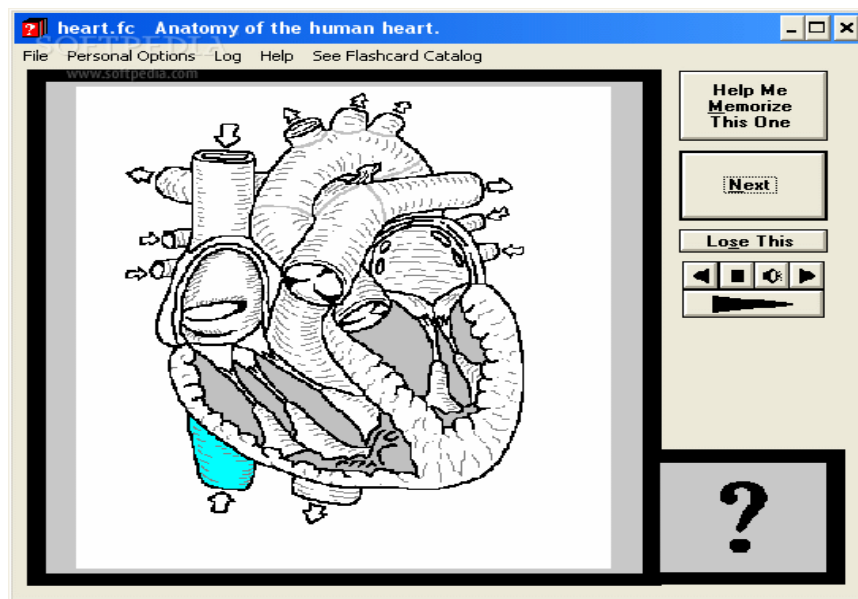 heart.fc Anatomy of the human heart.
SOFTPEDIA
File Personal Options Log Help See Flashcard Catalog
www.softpedia.com
Help Me
Memorize
This One
Next
Lose This
?